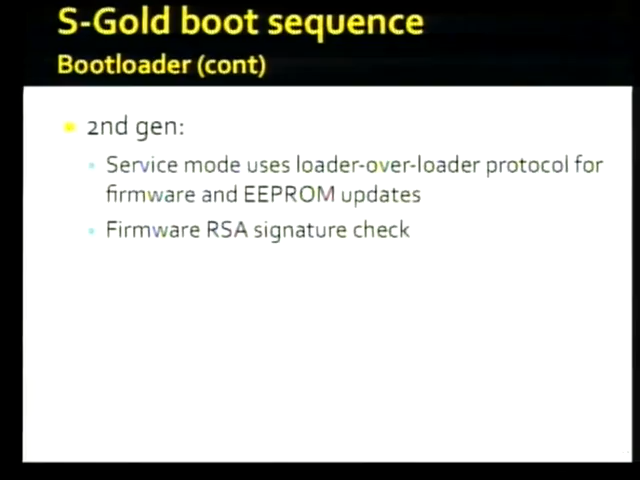 S-Gold boot sequence
Bootloader (cont)
2nd gen:
Service mode uses loader-over-loader protocol for
firmware and EEPROM updates
Firmware RSA signature check